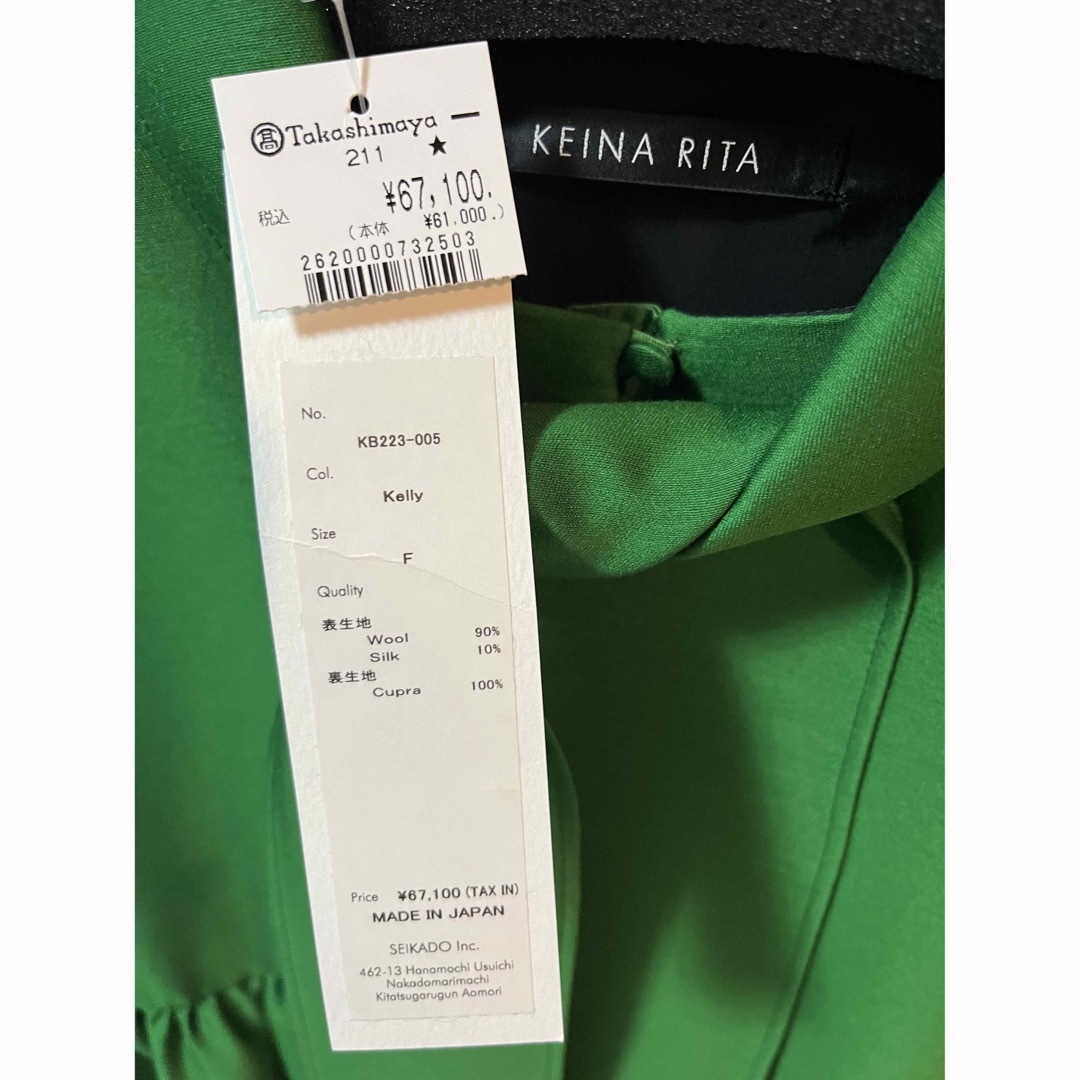 高 Takashimaya
211 ★
¥67,100.
税込
(本体 ¥61,000.)
2620000732503
KEINA RITA
No.
KB223-005
Col.
Kelly
Size
F
Quality
表生地
Wool 90%
Silk 10%
裏生地
Cupra 100%
Price ¥67,100 (TAX IN)
MADE IN JAPAN
SEIKADO Inc.
462-13 Hanamochi Usuichi
Nakadomarimachi
Kitatsugarugun Aomori